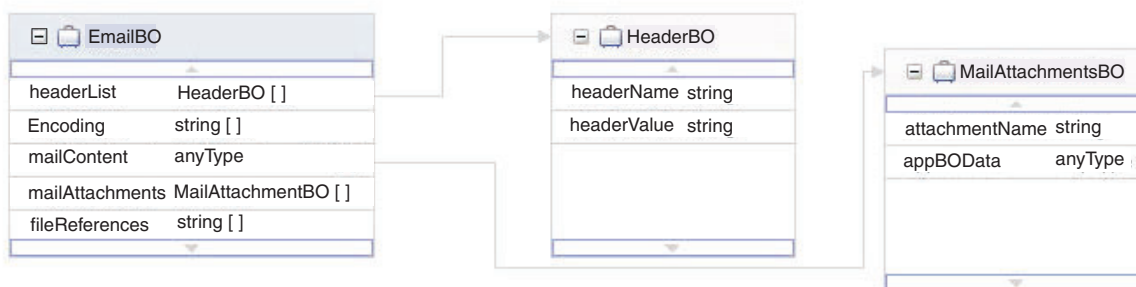 EmailBO
headerList HeaderBO [ ]
Encoding string [ ]
mailContent anyType
mailAttachments MailAttachmentBO [ ]
fileReferences string [ ]
HeaderBO
headerName string
headerValue string
MailAttachmentsBO
attachmentName string
appBOData anyType